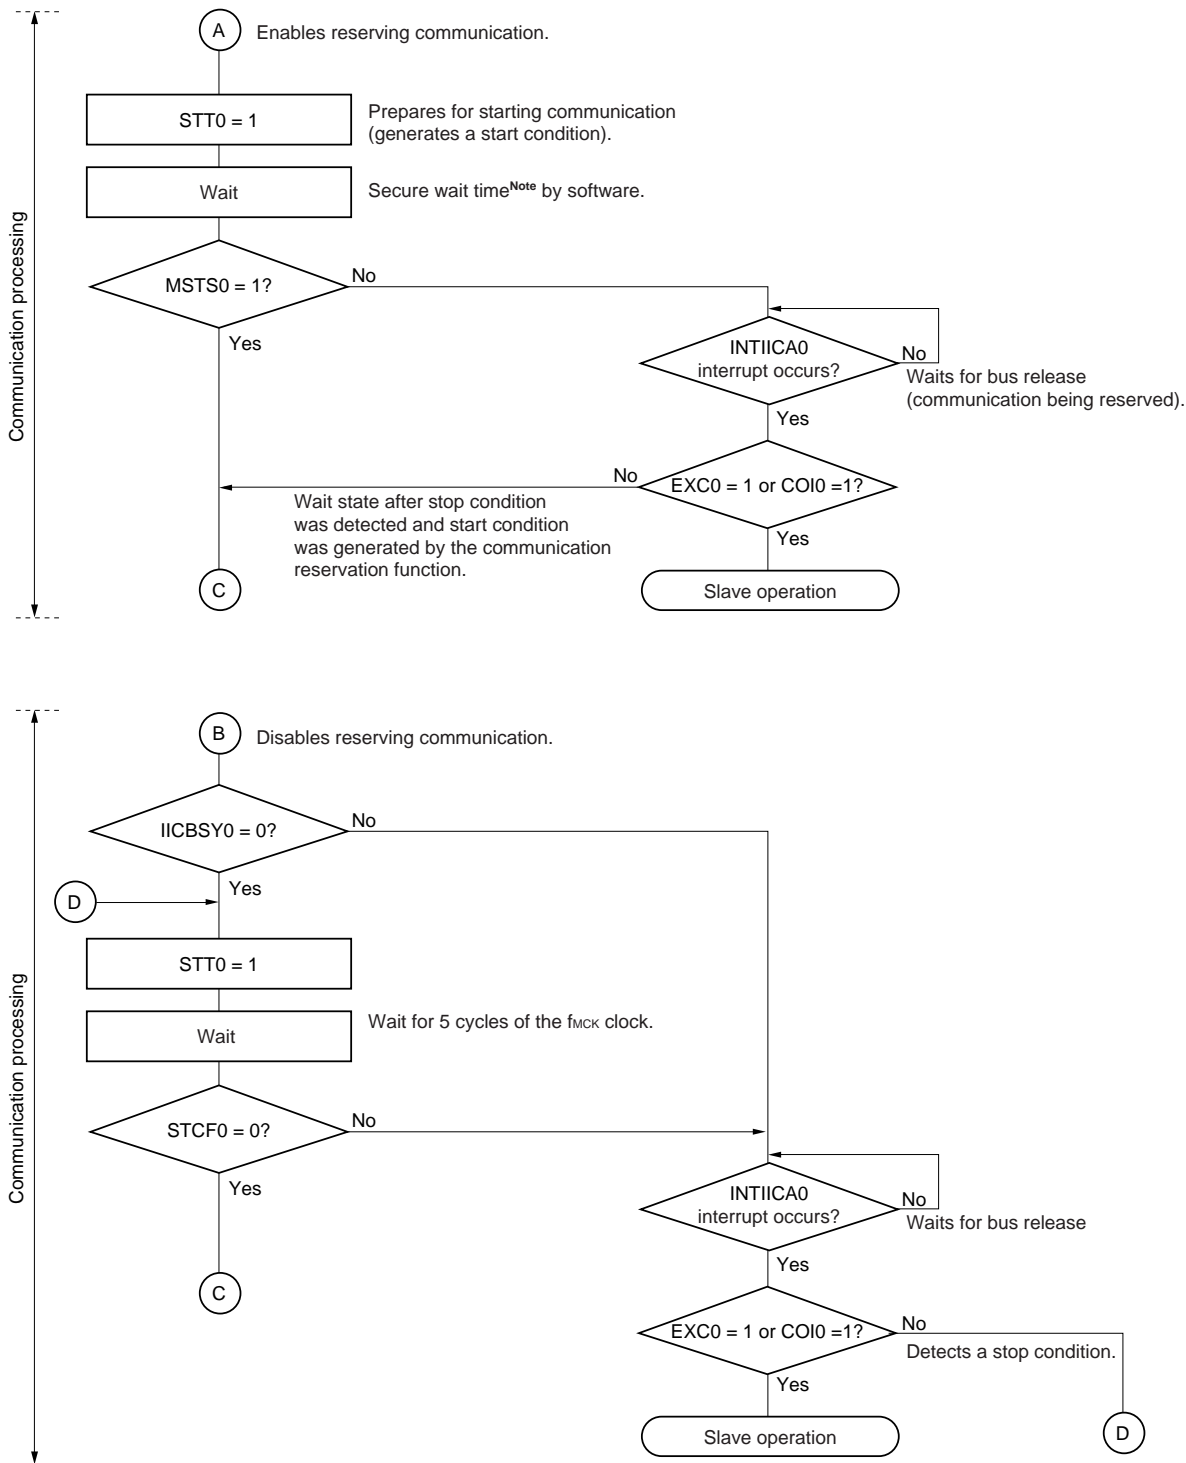 A
Enables reserving communication.
STT0 = 1
Prepares for starting communication
(generates a start condition).
Wait
Secure wait timeNote by software.
MSTS0 = 1?
No
Yes
INTIICA0
interrupt occurs?
No
Waits for bus release
(communication being reserved).
Yes
EXC0 = 1 or COI0 =1?
No
Wait state after stop condition
was detected and start condition
was generated by the communication
reservation function.
Yes
C
Slave operation
Communication processing
B
Disables reserving communication.
IICBSY0 = 0?
No
Yes
D
STT0 = 1
Wait
Wait for 5 cycles of the fMCK clock.
STCF0 = 0?
No
Yes
INTIICA0
interrupt occurs?
No
Waits for bus release
Yes
C
EXC0 = 1 or COI0 =1?
No
Detects a stop condition.
Yes
Slave operation
D
Communication processing